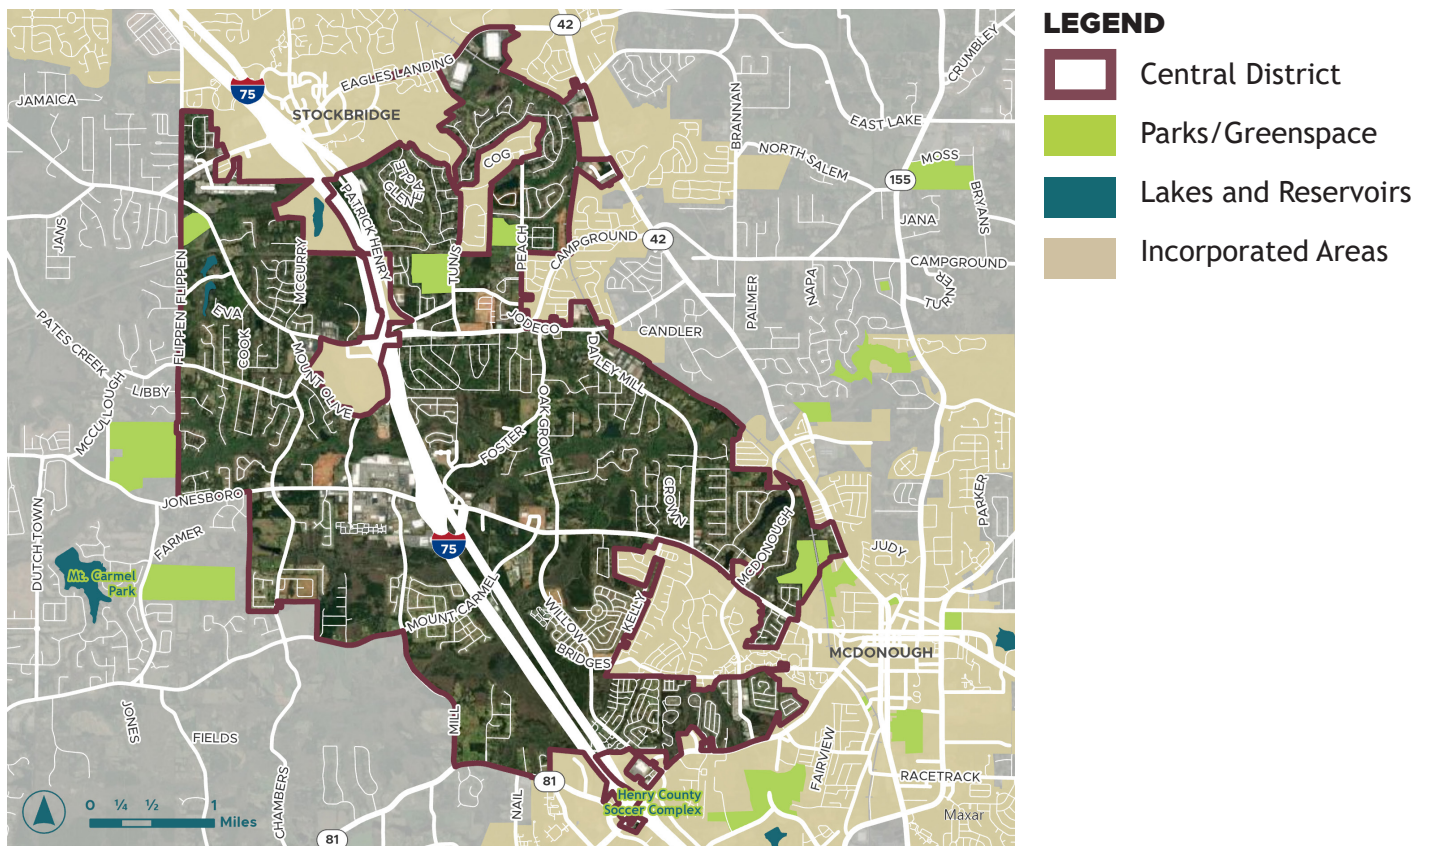 LEGEND
Central District
Parks/Greenspace
Lakes and Reservoirs
Incorporated Areas
42
CRUMBLEY
EAGLES LANDING
75
JAMAICA
STOCKBRIDGE
BRANNAN
EAST LAKE
COG
NORTH SALEM
MOSS
EAGLE
GLEN
155
PATRICK HENRY
BRYANS
JANS
JANA
PEACH
CAMPGROUND
42
MCCURRY
TUNIS
CAMPGROUND
FLIPPEN
FLIPPEN
PALMER
NAPA
TURNER
EVA
JODECO
CANDLER
PATES CREEK
COOK
MOUNT OLIVE
DAILEY MILL
LIBBY
MCCULLOUGH
OAK GROVE
FOSTER
JONESBORO
CROWN
PARKER
DUTCH TOWN
FARMER
MCDONOUGH
75
JUDY
Mt. Carmel
Park
MOUNT CARMEL
WILLOW
KELLY
BRIDGES
MCDONOUGH
JONES
MILL
FIELDS
FAIRVIEW
CHAMBERS
81
NAIL
RACETRACK
Henry County
Soccer Complex
Maxar
0 ¼ ½ 1
Miles
81